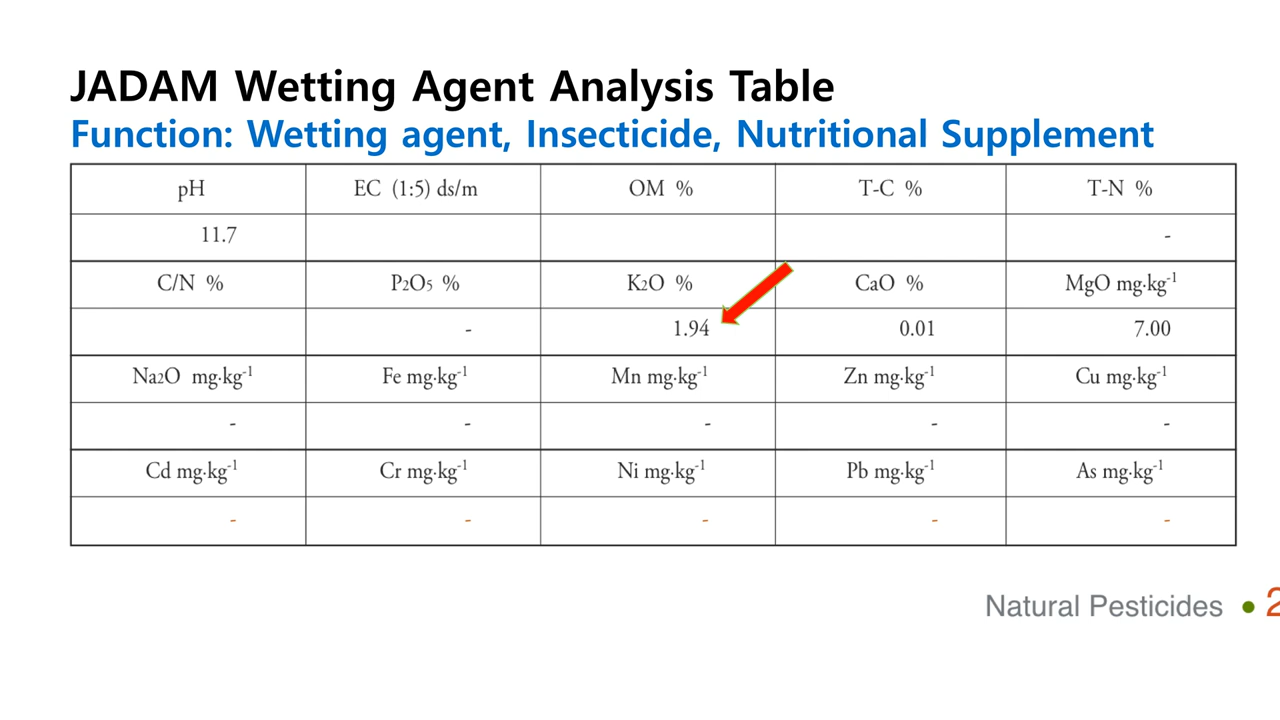 JADAM Wetting Agent Analysis Table
Function: Wetting agent, Insecticide, Nutritional Supplement
pH EC (1:5) ds/m OM % T-C % T-N %
11.7 -
C/N % P2O5 % K2O % CaO % MgO mg·kg-1
- 1.94 0.01 7.00
Na2O mg·kg-1 Fe mg·kg-1 Mn mg·kg-1 Zn mg·kg-1 Cu mg·kg-1
- - - - -
Cd mg·kg-1 Cr mg·kg-1 Ni mg·kg-1 Pb mg·kg-1 As mg·kg-1
- - - - -
Natural Pesticides • 2